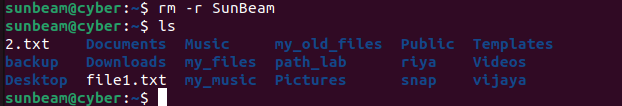 sunbeam@cyber:~$ rm -r SunBeam
sunbeam@cyber:~$ ls
2.txt Documents Music my_old_files Public Templates
backup Downloads my_files path_lab riya Videos
Desktop file1.txt my_music Pictures snap vijaya
sunbeam@cyber:~$